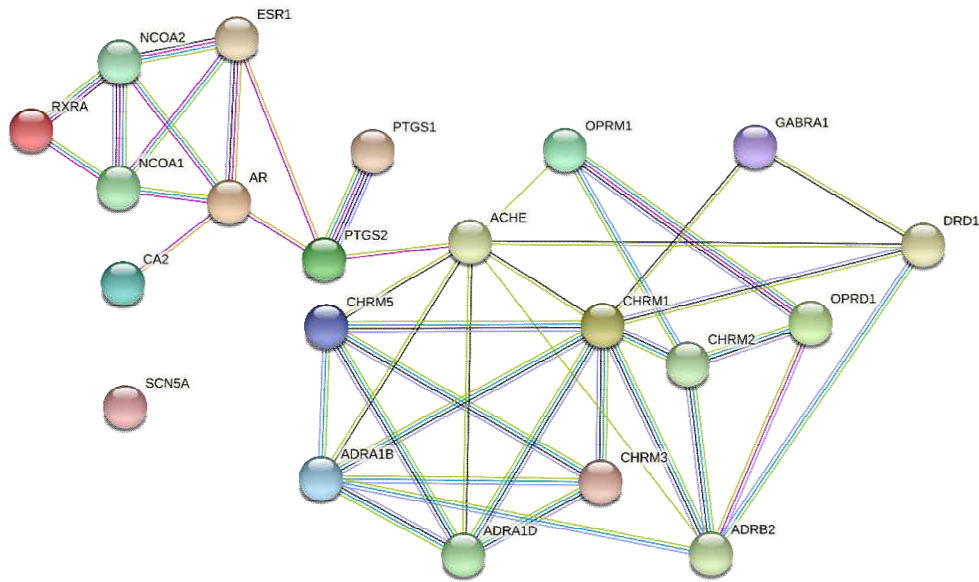 ESR1
NCOA2
RXRA
PTGS1
OPRM1
GABRA1
NCOA1
AR
ACHE
DRD1
PTGS2
CA2
CHRM5
CHRM1
OPRD1
CHRM2
SCN5A
ADRA1B
CHRM3
ADRA1D
ADRB2